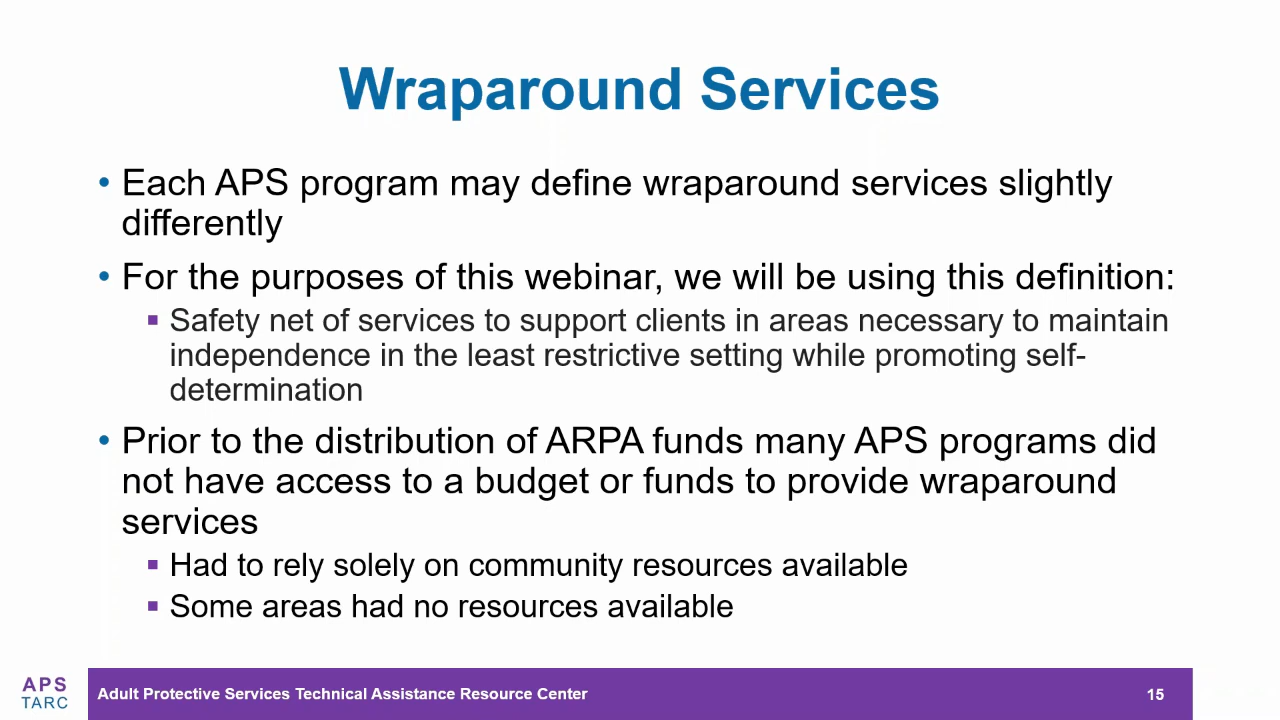 Wraparound Services
• Each APS program may define wraparound services slightly
differently
• For the purposes of this webinar, we will be using this definition:
▪ Safety net of services to support clients in areas necessary to maintain
independence in the least restrictive setting while promoting self-
determination
• Prior to the distribution of ARPA funds many APS programs did
not have access to a budget or funds to provide wraparound
services
▪ Had to rely solely on community resources available
▪ Some areas had no resources available
APS
TARC
Adult Protective Services Technical Assistance Resource Center
15